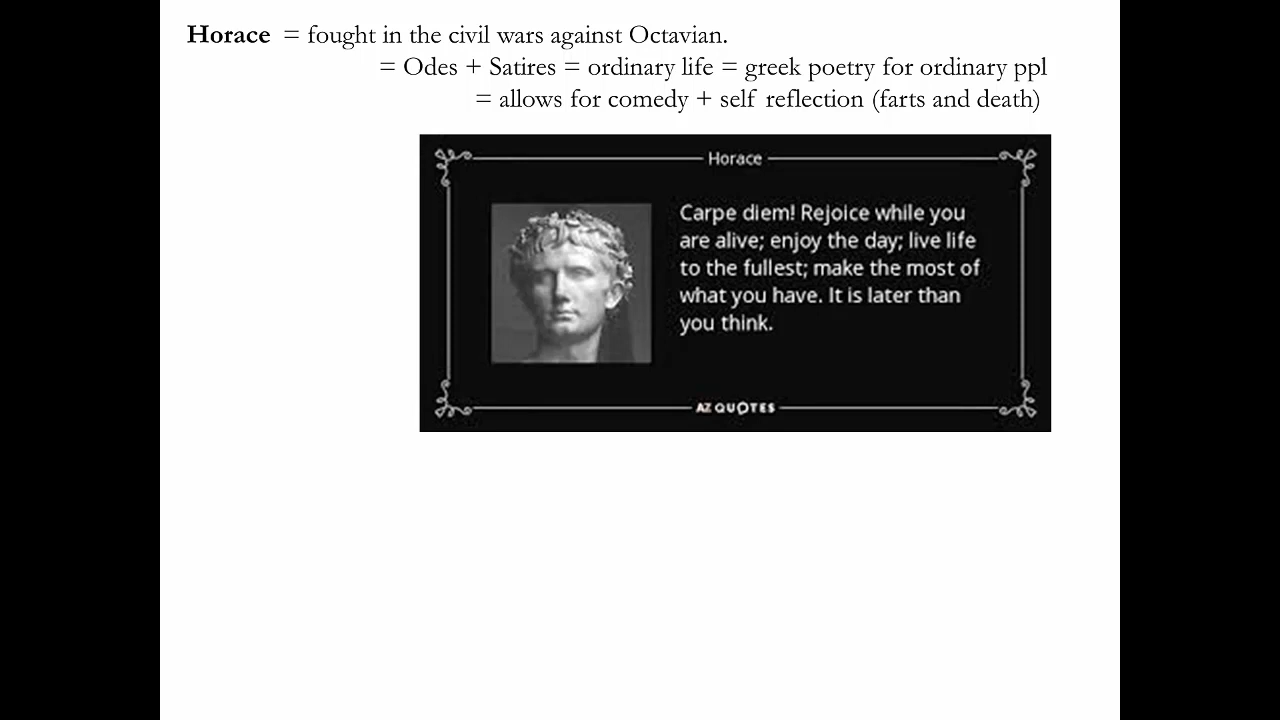 Horace = fought in the civil wars against Octavian.
= Odes + Satires = ordinary life = greek poetry for ordinary ppl
= allows for comedy + self reflection (farts and death)
Horace
Carpe diem! Rejoice while you
are alive; enjoy the day; live life
to the fullest; make the most of
what you have. It is later than
you think.
AZ QUOTES